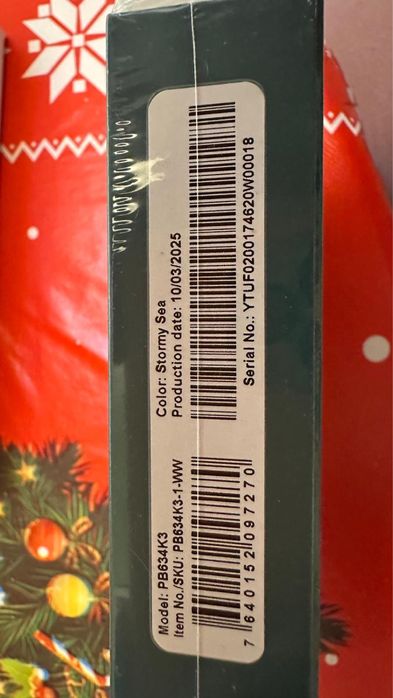 Model: PB634K3
Item No./SKU: PB634K3-1-WW
7 640152 097270
Color: Stormy Sea
Production date: 10/03/2025
Serial No.: YTUF0200174620W00018